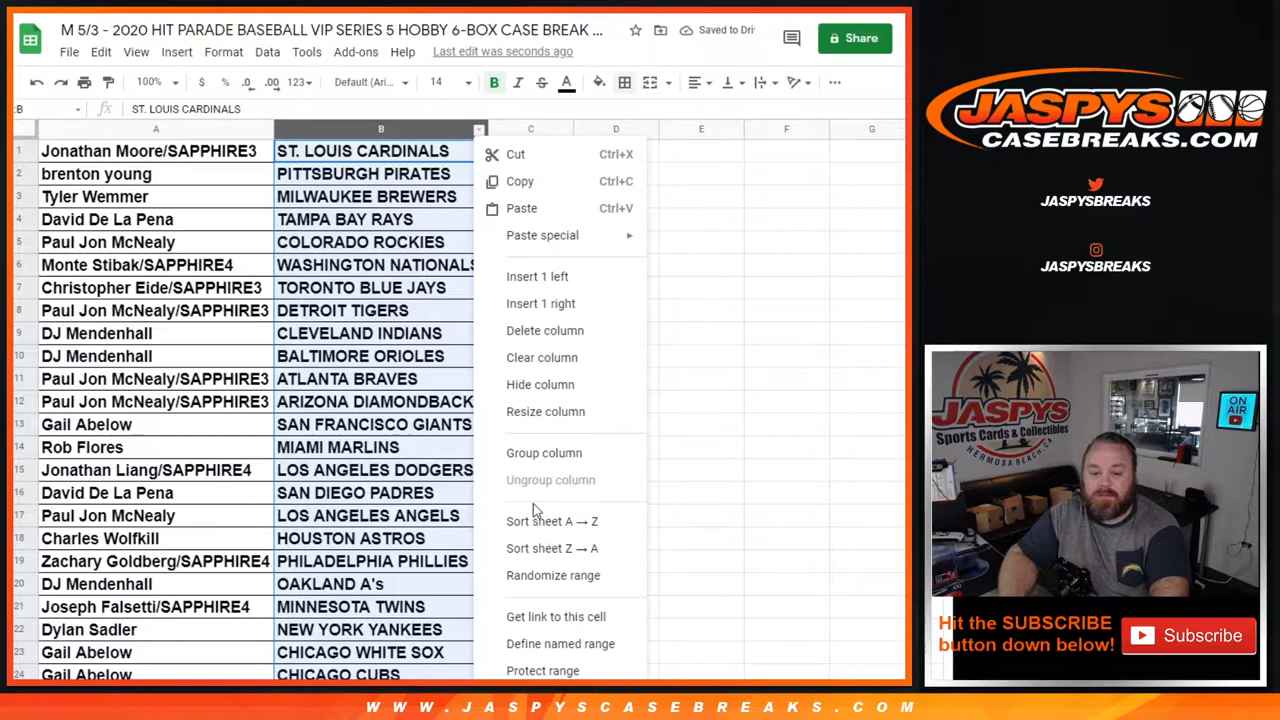 M 5/3 - 2020 HIT PARADE BASEBALL VIP SERIES 5 HOBBY 6-BOX CASE BREAK ...
Saved to Dri
Share
File Edit View Insert Format Data Tools Add-ons Help Last edit was seconds ago
100% $ % .0 .00 123 Default (Ari... 14 B I S A ...
:B fx ST. LOUIS CARDINALS
A B C D E F G
1 Jonathan Moore/SAPPHIRE3 ST. LOUIS CARDINALS
2 brenton young PITTSBURGH PIRATES
3 Tyler Wemmer MILWAUKEE BREWERS
4 David De La Pena TAMPA BAY RAYS
5 Paul Jon McNealy COLORADO ROCKIES
6 Monte Stibak/SAPPHIRE4 WASHINGTON NATIONALS
7 Christopher Eide/SAPPHIRE3 TORONTO BLUE JAYS
8 Paul Jon McNealy/SAPPHIRE3 DETROIT TIGERS
9 DJ Mendenhall CLEVELAND INDIANS
10 DJ Mendenhall BALTIMORE ORIOLES
11 Paul Jon McNealy/SAPPHIRE3 ATLANTA BRAVES
12 Paul Jon McNealy/SAPPHIRE3 ARIZONA DIAMONDBACK
13 Gail Abelow SAN FRANCISCO GIANTS
14 Rob Flores MIAMI MARLINS
15 Jonathan Liang/SAPPHIRE4 LOS ANGELES DODGERS
16 David De La Pena SAN DIEGO PADRES
17 Paul Jon McNealy LOS ANGELES ANGELS
18 Charles Wolfkill HOUSTON ASTROS
19 Zachary Goldberg/SAPPHIRE4 PHILADELPHIA PHILLIES
20 DJ Mendenhall OAKLAND A's
21 Joseph Falsetti/SAPPHIRE4 MINNESOTA TWINS
22 Dylan Sadler NEW YORK YANKEES
23 Gail Abelow CHICAGO WHITE SOX
24 Gail Abelow CHICAGO CUBS
Cut Ctrl+X
Copy Ctrl+C
Paste Ctrl+V
Paste special
Insert 1 left
Insert 1 right
Delete column
Clear column
Hide column
Resize column
Group column
Ungroup column
Sort sheet A → Z
Sort sheet Z → A
Randomize range
Get link to this cell
Define named range
Protect range
JASPYS
CASEBREAKS.COM
JASPYSBREAKS
JASPYSBREAKS
JASPYS
Sports Cards & Collectibles
HERMOSA BEACH, CA
ON
AIR
Hit the SUBSCRIBE
button down below!
Subscribe
WWW.JASPYSCASEBREAKS.COM